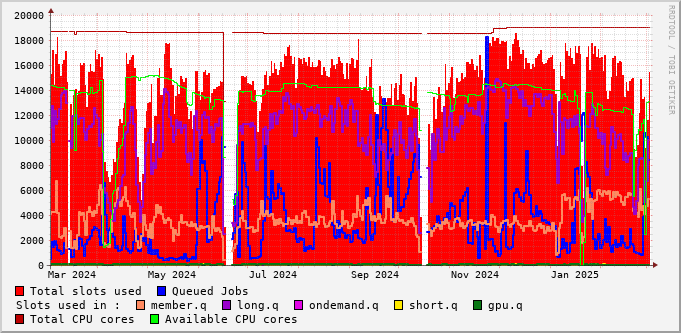 20000
18000
16000
14000
12000
10000
8000
6000
4000
2000
0
Mar 2024 May 2024 Jul 2024 Sep 2024 Nov 2024 Jan 2025
Total slots used Queued Jobs
Slots used in : member.q long.q ondemand.q short.q gpu.q
Total CPU cores Available CPU cores
RRDTOOL / TOBI OETIKER